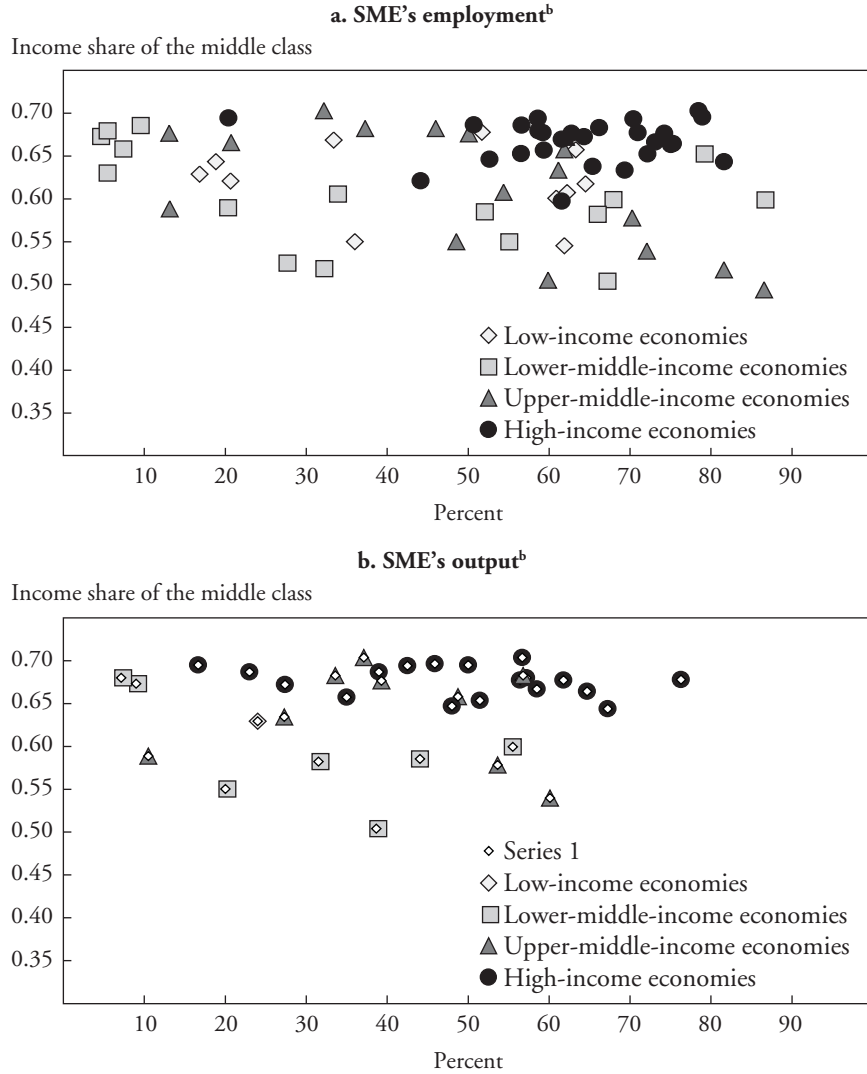 a. SME's employmentᵇ
Income share of the middle class
0.70
0.65
0.60
0.55
0.50
0.45
0.40
0.35
Low-income economies
Lower-middle-income economies
Upper-middle-income economies
High-income economies
10 20 30 40 50 60 70 80 90
Percent
b. SME's outputᵇ
Income share of the middle class
0.70
0.65
0.60
0.55
0.50
0.45
0.40
0.35
Series 1
Low-income economies
Lower-middle-income economies
Upper-middle-income economies
High-income economies
10 20 30 40 50 60 70 80 90
Percent